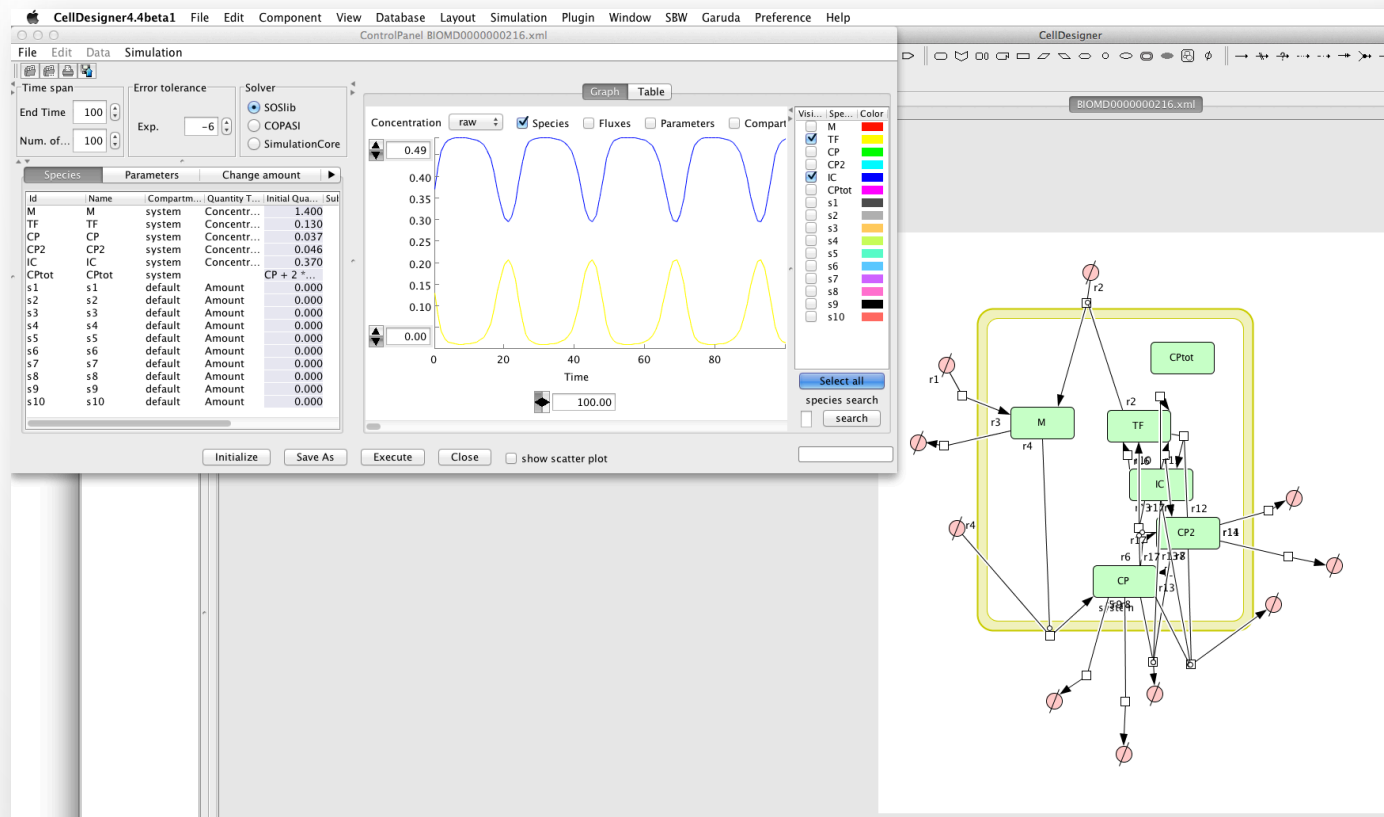 CellDesigner4.4beta1 File Edit Component View Database Layout Simulation Plugin Window SBW Garuda Preference Help
ControlPanel BIOMD0000000216.xml
CellDesigner
File Edit Data Simulation
BIOMD0000000216.xml
Time span
End Time 100
Num. of... 100
Error tolerance
Exp. -6
Solver
SOSlib
COPASI
SimulationCore
Species Parameters Change amount
Id Name Compartm... Quantity T... Initial Qua... Sul
M M system Concentr... 1.400
TF TF system Concentr... 0.130
CP CP system Concentr... 0.037
CP2 CP2 system Concentr... 0.046
IC IC system Concentr... 0.370
CPtot CPtot system CP + 2 *...
s1 s1 default Amount 0.000
s2 s2 default Amount 0.000
s3 s3 default Amount 0.000
s4 s4 default Amount 0.000
s5 s5 default Amount 0.000
s6 s6 default Amount 0.000
s7 s7 default Amount 0.000
s8 s8 default Amount 0.000
s9 s9 default Amount 0.000
s10 s10 default Amount 0.000
Graph Table
Concentration raw Species Fluxes Parameters Compart
0.49
0.40
0.35
0.30
0.25
0.20
0.15
0.10
0.00
0 20 40 60 80
Time
100.00
Visi... Spe... Color
M
TF
CP
CP2
IC
CPtot
s1
s2
s3
s4
s5
s6
s7
s8
s9
s10
Select all
species search
search
Initialize Save As Execute Close show scatter plot
r2
CPtot
r1
r2
r3
M
TF
r4
IC
r12
r4
CP2
r6
CP
r13